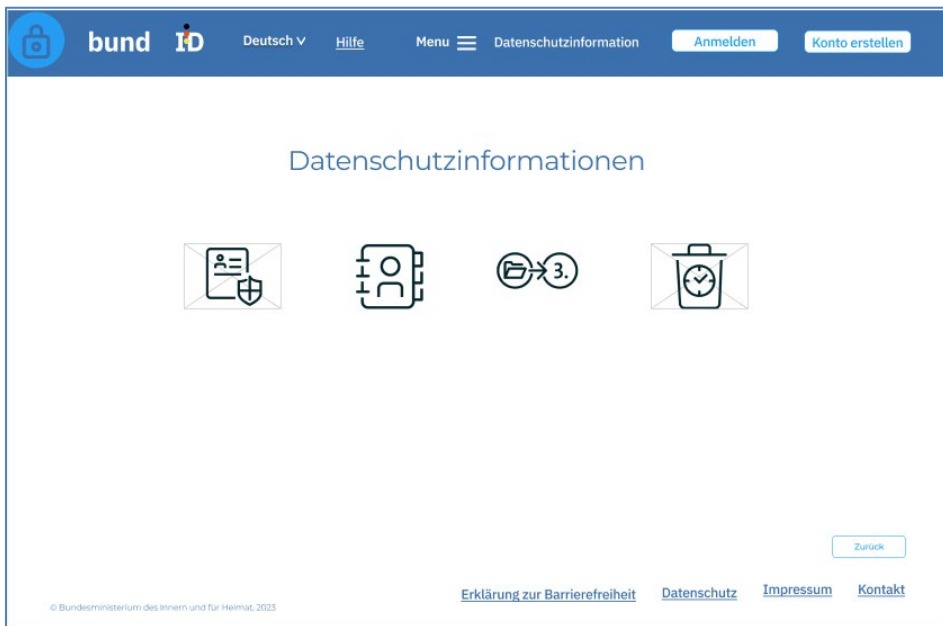 bund ID Deutsch Hilfe Menu Datenschutzinformation Anmelden Konto erstellen
Datenschutzinformationen
3.
Zurück
© Bundesministerium des Innern und für Heimat, 2023 Erklärung zur Barrierefreiheit Datenschutz Impressum Kontakt